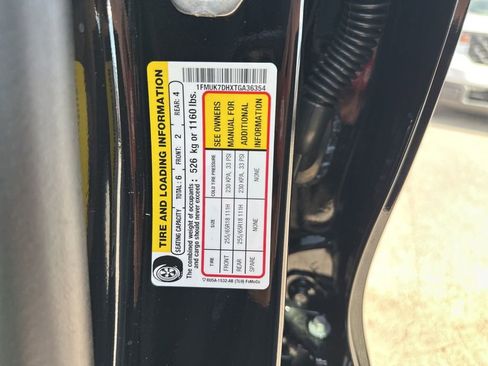 1FMUK7DHXTGA36354
TIRE AND LOADING INFORMATION
SEATING CAPACITY TOTAL: 6 FRONT: 2 REAR: 4
The combined weight of occupants
and cargo should never exceed: 526 kg or 1160 lbs.
TIRE COLD TIRE PRESSURE
FRONT 255/65R18 111H 230 KPA, 33 PSI
REAR 255/65R18 111H 230 KPA, 33 PSI
SPARE NONE NONE
SEE OWNERS
MANUAL FOR
ADDITIONAL
INFORMATION